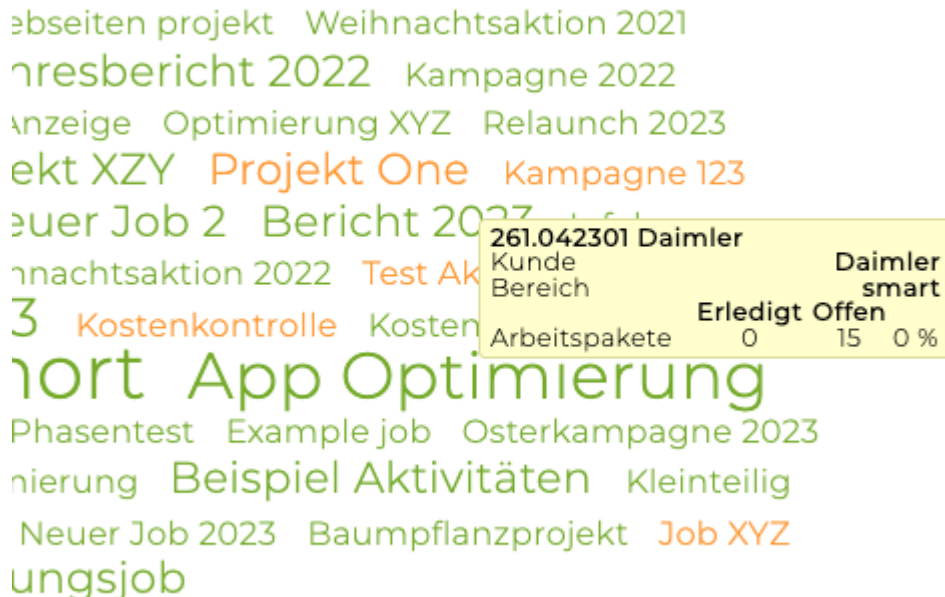 ebseiten projekt Weihnachtsaktion 2021
hresbericht 2022 Kampagne 2022
Anzeige Optimierung XYZ Relaunch 2023
ekt XZY Projekt One Kampagne 123
euer Job 2 Bericht 2023
261.042301 Daimler
Kunde Daimler
Bereich smart
Erledigt Offen
Arbeitspakete 0 15 0 %
hnachtsaktion 2022 Test Ak
3 Kostenkontrolle Kosten
hort App Optimierung
Phasentest Example job Osterkampagne 2023
nierung Beispiel Aktivitäten Kleinteilig
Neuer Job 2023 Baumpflanzprojekt Job XYZ
ungsjob